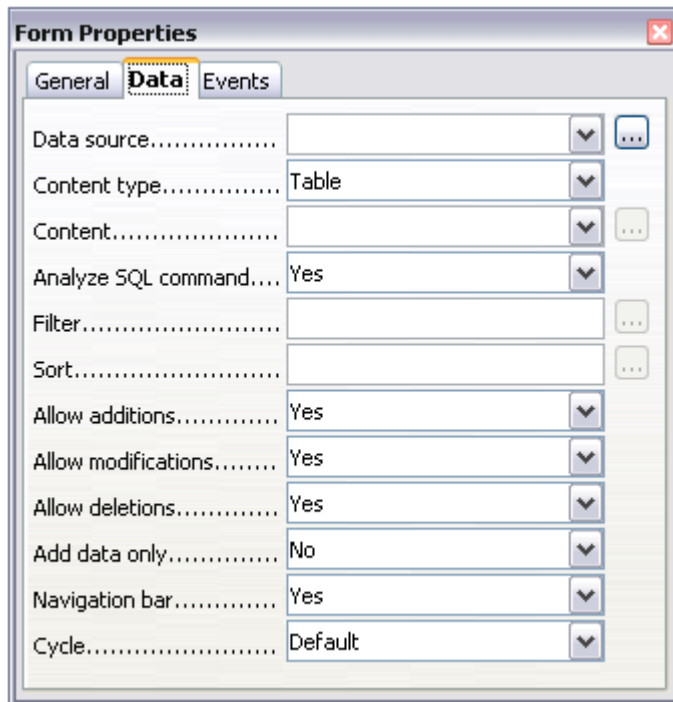 Form Properties
General Data Events
Data source................ ...
Content type............... Table
Content..................... ...
Analyze SQL command.... Yes
Filter........................ ...
Sort......................... ...
Allow additions............. Yes
Allow modifications........ Yes
Allow deletions............. Yes
Add data only.............. No
Navigation bar............. Yes
Cycle........................ Default